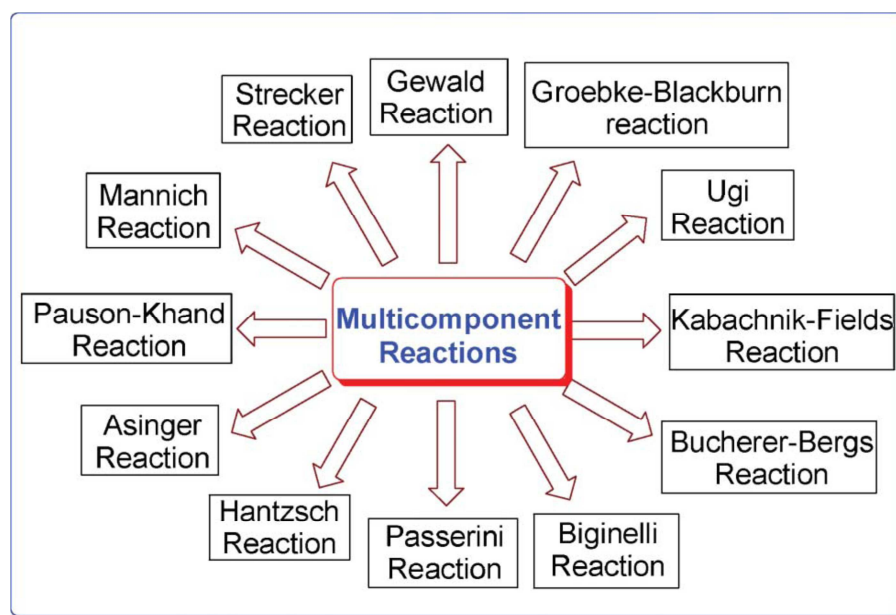 Strecker
Reaction
Gewald
Reaction
Groebke-Blackburn
reaction
Mannich
Reaction
Ugi
Reaction
Pauson-Khand
Reaction
Multicomponent
Reactions
Kabachnik-Fields
Reaction
Asinger
Reaction
Bucherer-Bergs
Reaction
Hantzsch
Reaction
Passerini
Reaction
Biginelli
Reaction